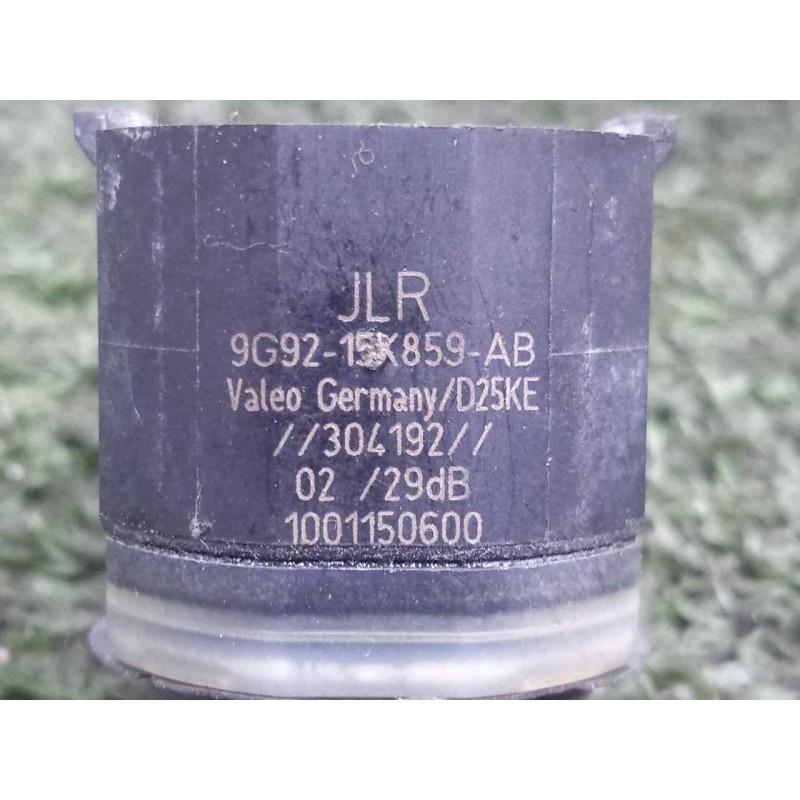 JLR
9G92-15K859-AB
Valeo Germany/D25KE
//304192//
02 /29dB
1001150600